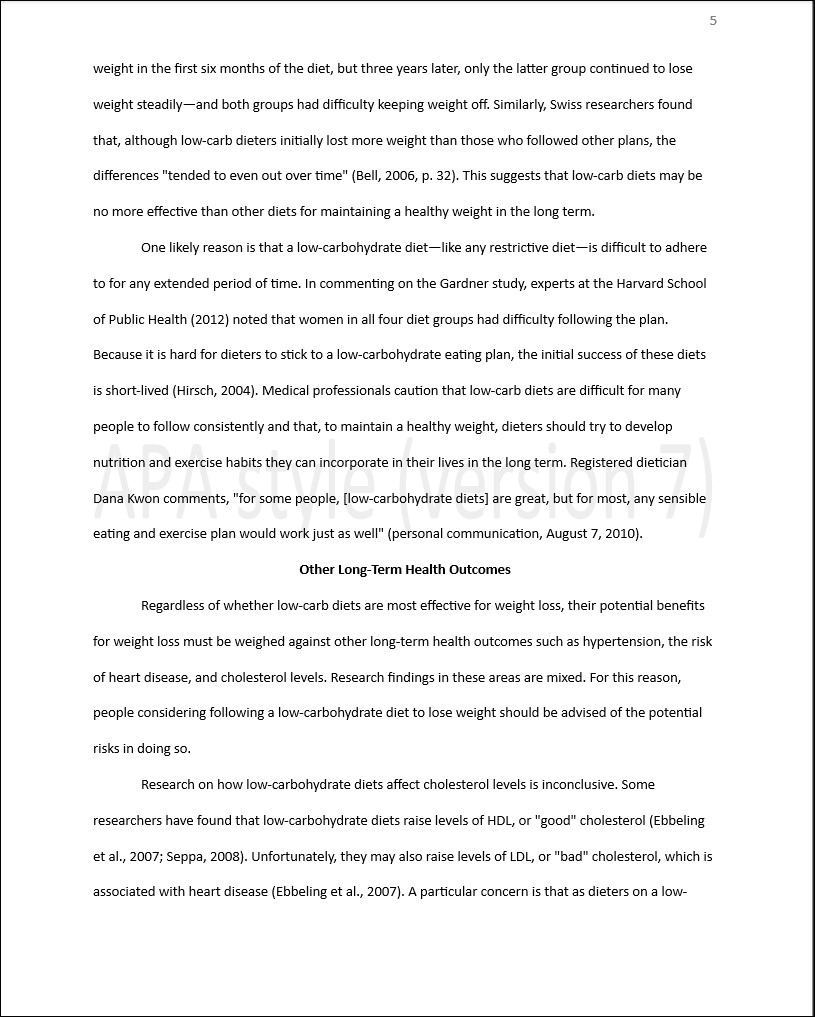 5
weight in the first six months of the diet, but three years later, only the latter group continued to lose
weight steadily—and both groups had difficulty keeping weight off. Similarly, Swiss researchers found
that, although low-carb dieters initially lost more weight than those who followed other plans, the
differences "tended to even out over time" (Bell, 2006, p. 32). This suggests that low-carb diets may be
no more effective than other diets for maintaining a healthy weight in the long term.
One likely reason is that a low-carbohydrate diet—like any restrictive diet—is difficult to adhere
to for any extended period of time. In commenting on the Gardner study, experts at the Harvard School
of Public Health (2012) noted that women in all four diet groups had difficulty following the plan.
Because it is hard for dieters to stick to a low-carbohydrate eating plan, the initial success of these diets
is short-lived (Hirsch, 2004). Medical professionals caution that low-carb diets are difficult for many
people to follow consistently and that, to maintain a healthy weight, dieters should try to develop
nutrition and exercise habits they can incorporate in their lives in the long term. Registered dietician
APA style (version 7)
Dana Kwon comments, "for some people, [low-carbohydrate diets] are great, but for most, any sensible
eating and exercise plan would work just as well" (personal communication, August 7, 2010).
Other Long-Term Health Outcomes
Regardless of whether low-carb diets are most effective for weight loss, their potential benefits
for weight loss must be weighed against other long-term health outcomes such as hypertension, the risk
of heart disease, and cholesterol levels. Research findings in these areas are mixed. For this reason,
people considering following a low-carbohydrate diet to lose weight should be advised of the potential
risks in doing so.
Research on how low-carbohydrate diets affect cholesterol levels is inconclusive. Some
researchers have found that low-carbohydrate diets raise levels of HDL, or "good" cholesterol (Ebbeling
et al., 2007; Seppa, 2008). Unfortunately, they may also raise levels of LDL, or "bad" cholesterol, which is
associated with heart disease (Ebbeling et al., 2007). A particular concern is that as dieters on a low-